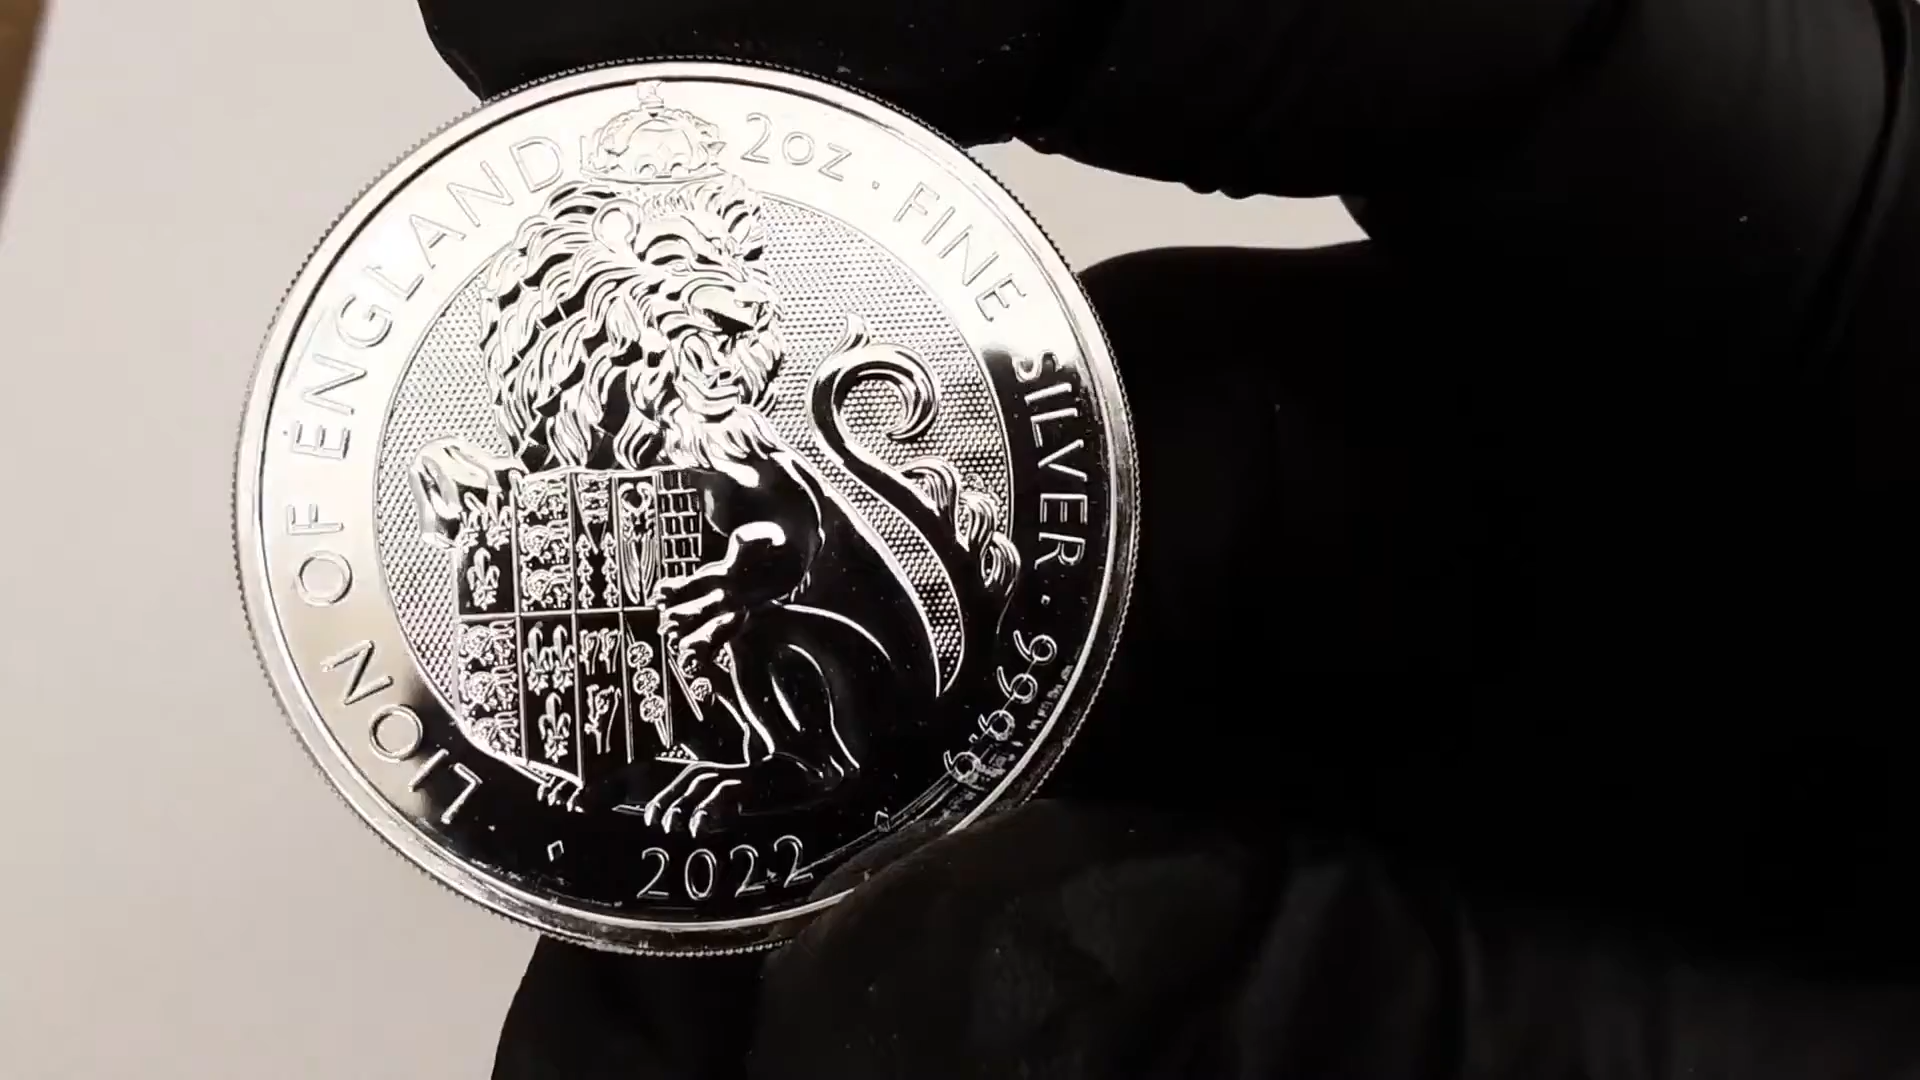 LION OF ENGLAND 2oz · FINE SILVER · 999.9
2022